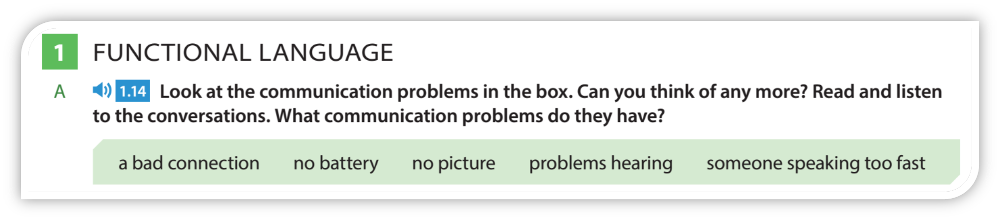 1 FUNCTIONAL LANGUAGE
A 1.14 Look at the communication problems in the box. Can you think of any more? Read and listen
to the conversations. What communication problems do they have?
a bad connection no battery no picture problems hearing someone speaking too fast